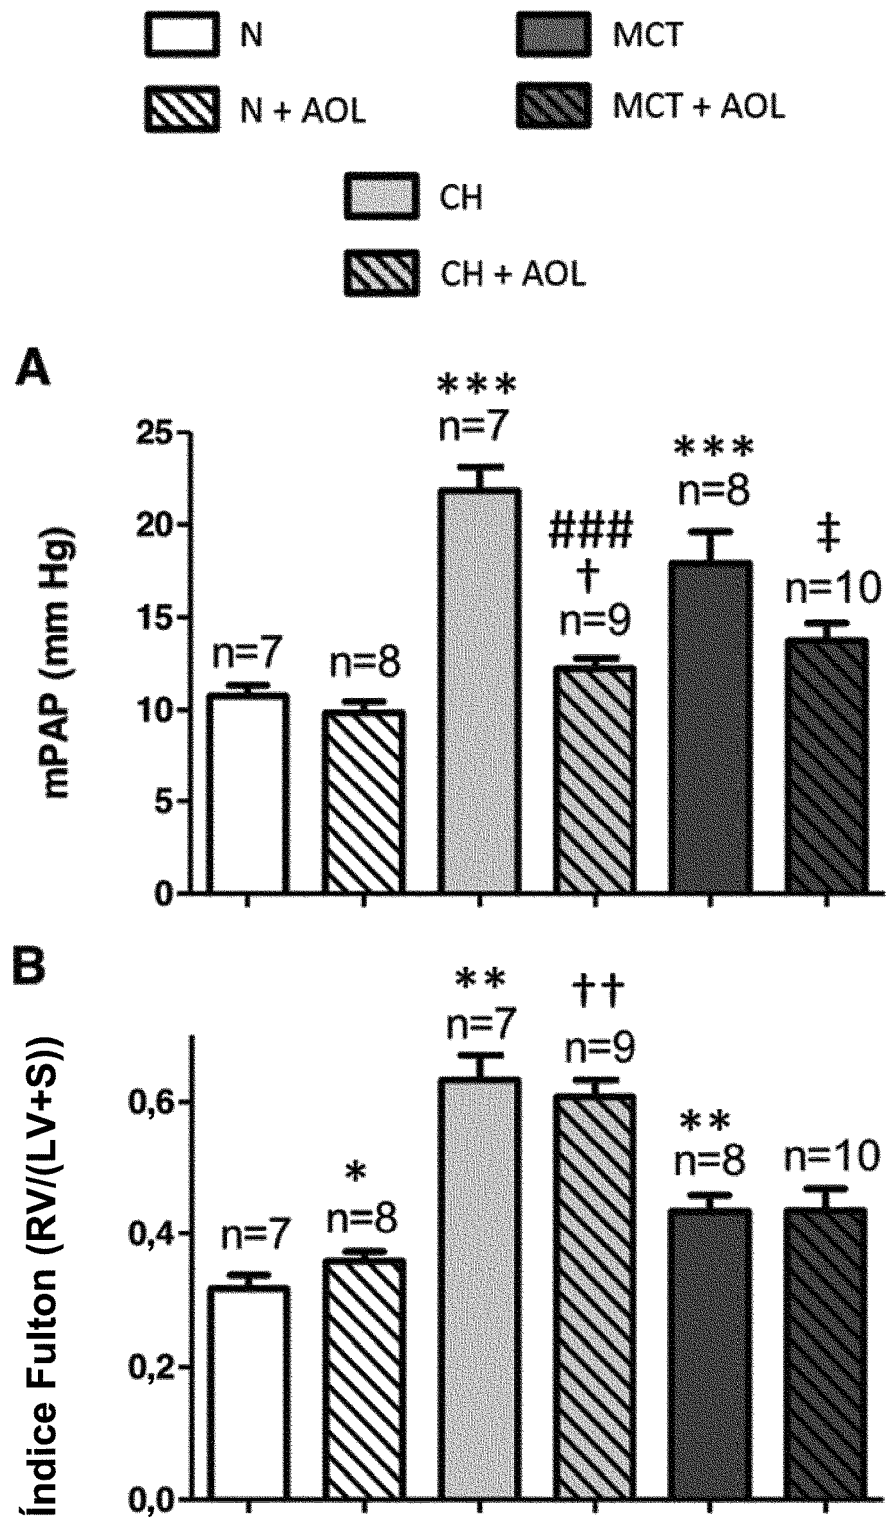 N
MCT
N + AOL
MCT + AOL
CH
CH + AOL
A
***
n=7
***
n=8
###
†
n=9
‡
n=10
n=7
n=8
25
20
15
10
5
0
mPAP (mm Hg)
B
**
n=7
††
n=9
**
n=8
n=10
*
n=8
n=7
0,6
0,4
0,2
0,0
Índice Fulton (RV/(LV+S))